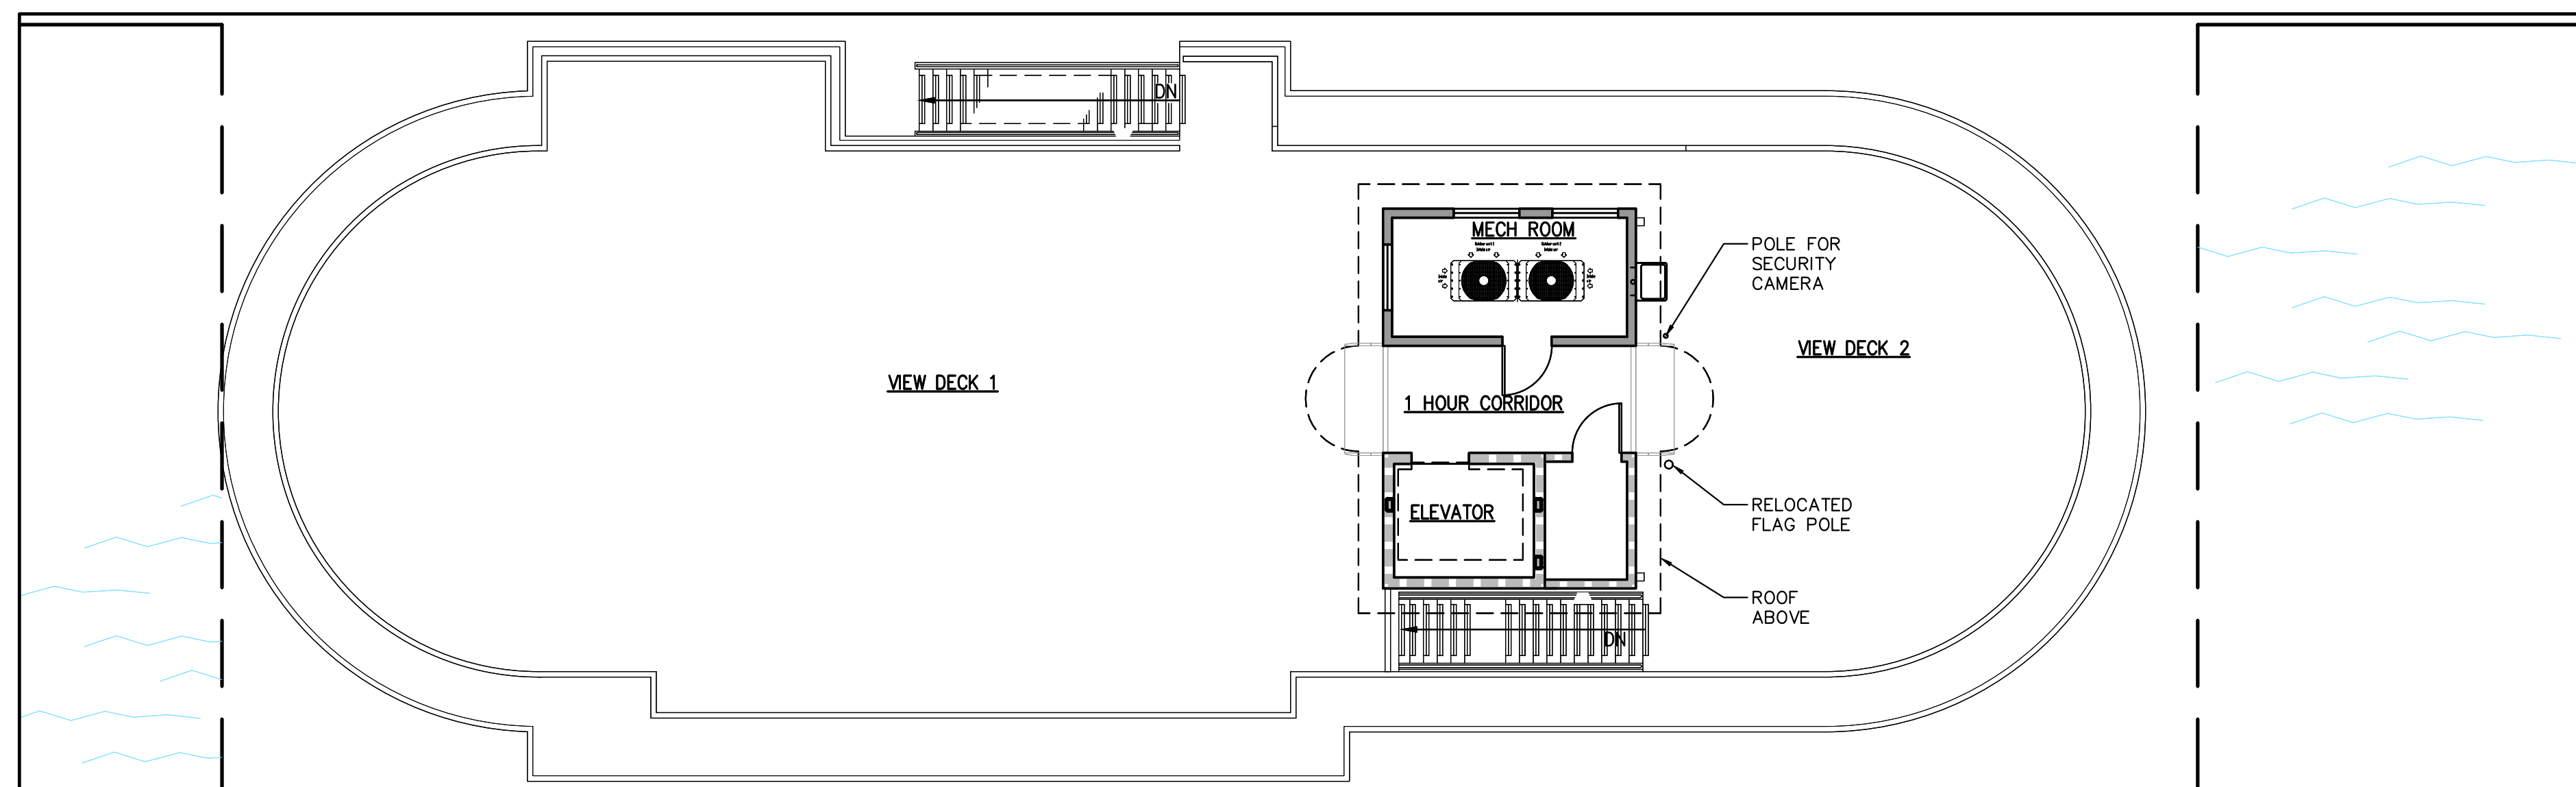 DN
MECH ROOM
POLE FOR
SECURITY
CAMERA
VIEW DECK 2
VIEW DECK 1
1 HOUR CORRIDOR
ELEVATOR
RELOCATED
FLAG POLE
ROOF
ABOVE
DN